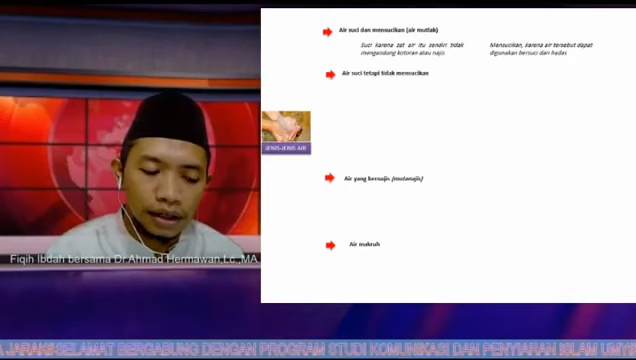 Air suci dan mensucikan (air mutlak)
Suci karena zat air itu sendiri tidak
mengandung kotoran atau najis
Mensucikan, karena air tersebut dapat
digunakan bersuci dari hadas
Air suci tetapi tidak mensucikan
JENIS-JENIS AIR
Air yang bernajis (mutanajis)
Air makruh
Fiqih Ibdah bersama Dr.Ahmad Hermawan,Lc.,MA.
SELAMAT BERGABUNG DENGAN PROGRAM STUDI KOMUNIKASI DAN PENYIARAN ISLAM